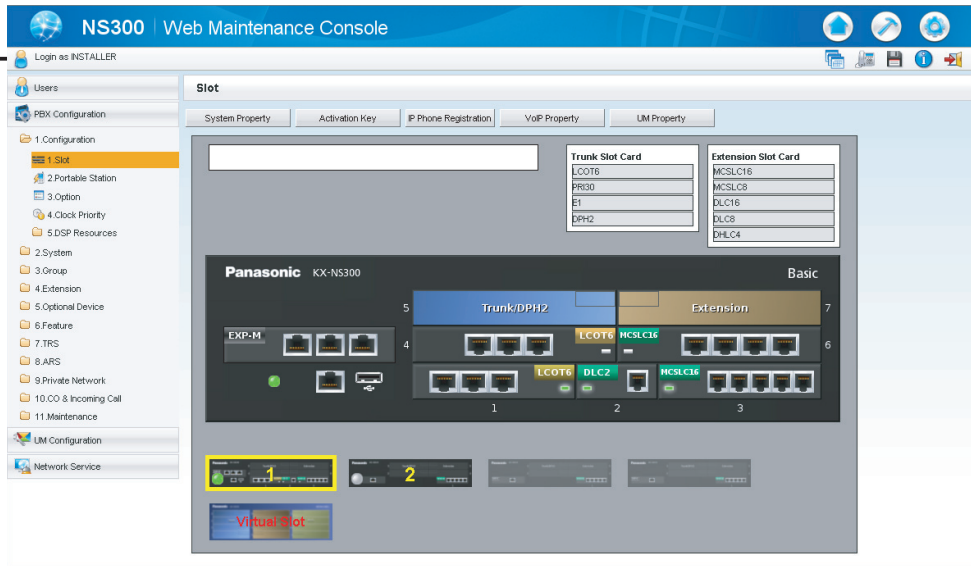 NS300 Web Maintenance Console
Login as INSTALLER
Users
PBX Configuration
1.Configuration
1.Slot
2.Portable Station
3.Option
4.Clock Priority
5.DSP Resources
2.System
3.Group
4.Extension
5.Optional Device
6.Feature
7.TRS
8.ARS
9.Private Network
10.CO & Incoming Call
11.Maintenance
UM Configuration
Network Service
Slot
System Property
Activation Key
IP Phone Registration
VoIP Property
UM Property
Trunk Slot Card
LCOT6
PRI30
E1
DPH2
Extension Slot Card
MCSLC16
MCSLC8
DLC16
DLC8
DHLC4
Panasonic KX-NS300 Basic
5 Trunk/DPH2 Extension 7
EXP-M 4 LCOT6 MCSLC16 6
LCOT6 DLC2 MCSLC16
1 2 3
1 2
Virtual Slot